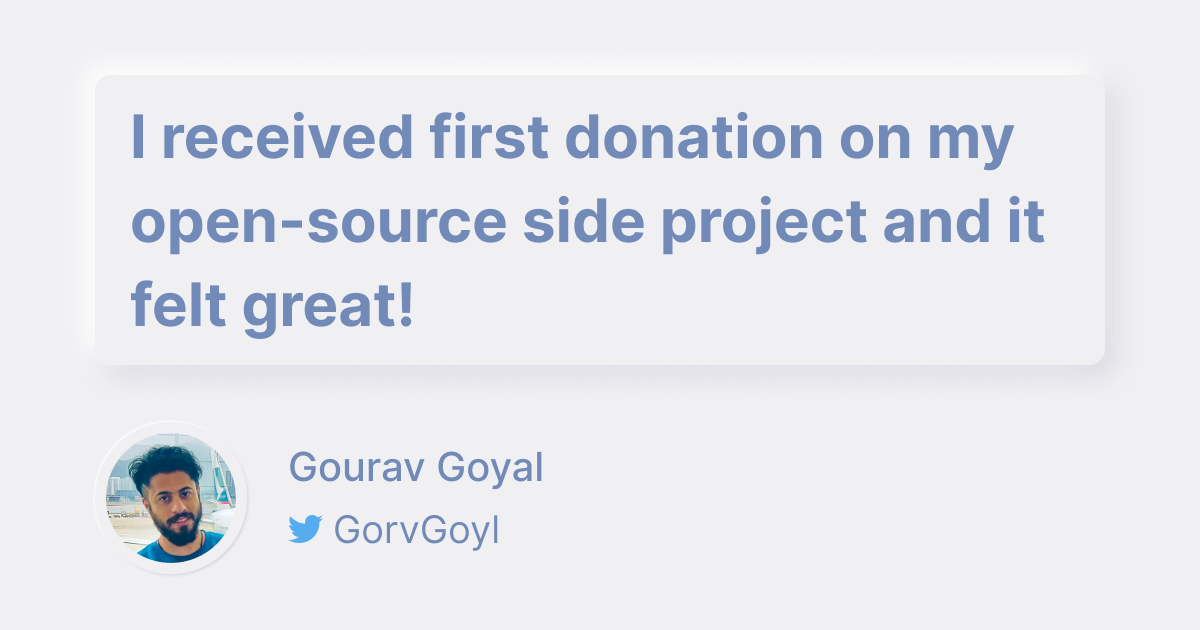 I received first donation on my
open-source side project and it
felt great!
Gourav Goyal
GorvGoyl